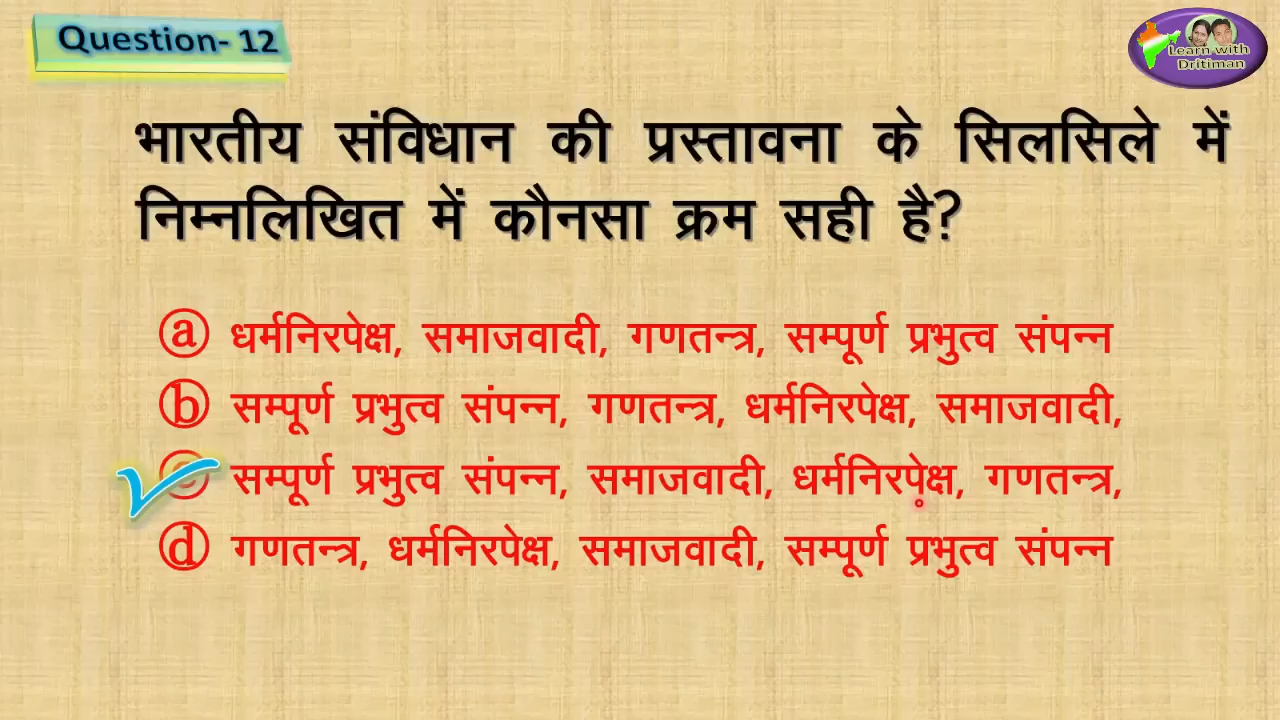 Question- 12
Learn with
Dritiman
भारतीय संविधान की प्रस्तावना के सिलसिले में
निम्नलिखित में कौनसा क्रम सही है?
ⓐ धर्मनिरपेक्ष, समाजवादी, गणतन्त्र, सम्पूर्ण प्रभुत्व संपन्न
ⓑ सम्पूर्ण प्रभुत्व संपन्न, गणतन्त्र, धर्मनिरपेक्ष, समाजवादी,
ⓒ सम्पूर्ण प्रभुत्व संपन्न, समाजवादी, धर्मनिरपेक्ष, गणतन्त्र,
ⓓ गणतन्त्र, धर्मनिरपेक्ष, समाजवादी, सम्पूर्ण प्रभुत्व संपन्न